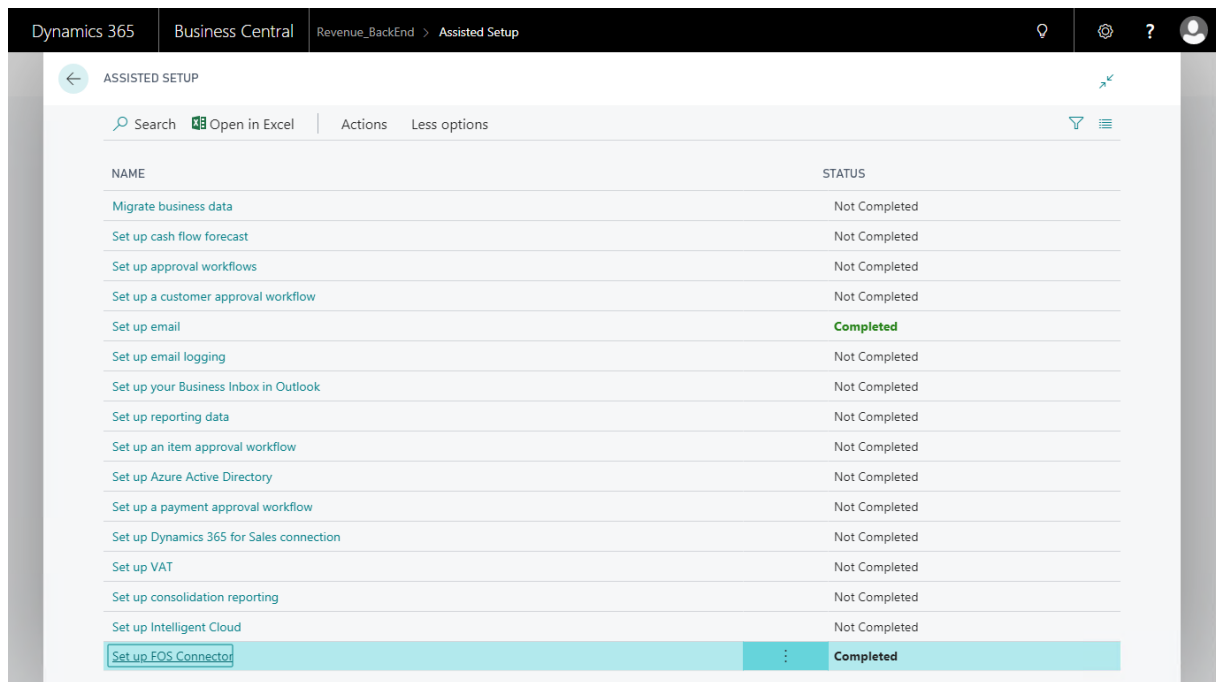 Dynamics 365 Business Central Revenue_BackEnd > Assisted Setup ?
ASSISTED SETUP
Search Open in Excel Actions Less options
NAME STATUS
Migrate business data Not Completed
Set up cash flow forecast Not Completed
Set up approval workflows Not Completed
Set up a customer approval workflow Not Completed
Set up email Completed
Set up email logging Not Completed
Set up your Business Inbox in Outlook Not Completed
Set up reporting data Not Completed
Set up an item approval workflow Not Completed
Set up Azure Active Directory Not Completed
Set up a payment approval workflow Not Completed
Set up Dynamics 365 for Sales connection Not Completed
Set up VAT Not Completed
Set up consolidation reporting Not Completed
Set up Intelligent Cloud Not Completed
Set up FOS Connector Completed